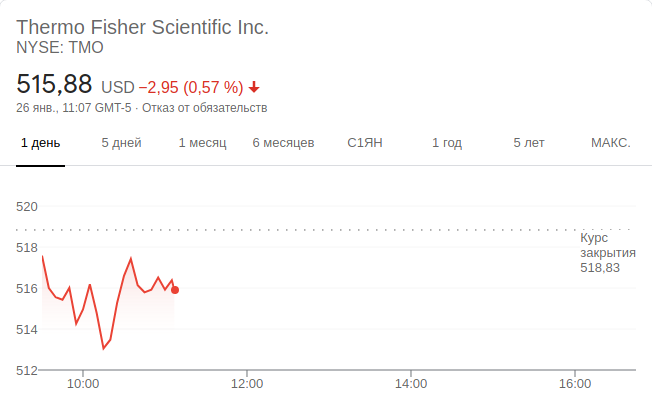 Thermo Fisher Scientific Inc.
NYSE: TMO
515,88 USD −2,95 (0,57 %)
26 янв., 11:07 GMT-5 · Отказ от обязательств
1 день 5 дней 1 месяц 6 месяцев С1ЯН 1 год 5 лет МАКС.
520
518
516
514
512
Курс
закрытия
518,83
10:00 12:00 14:00 16:00